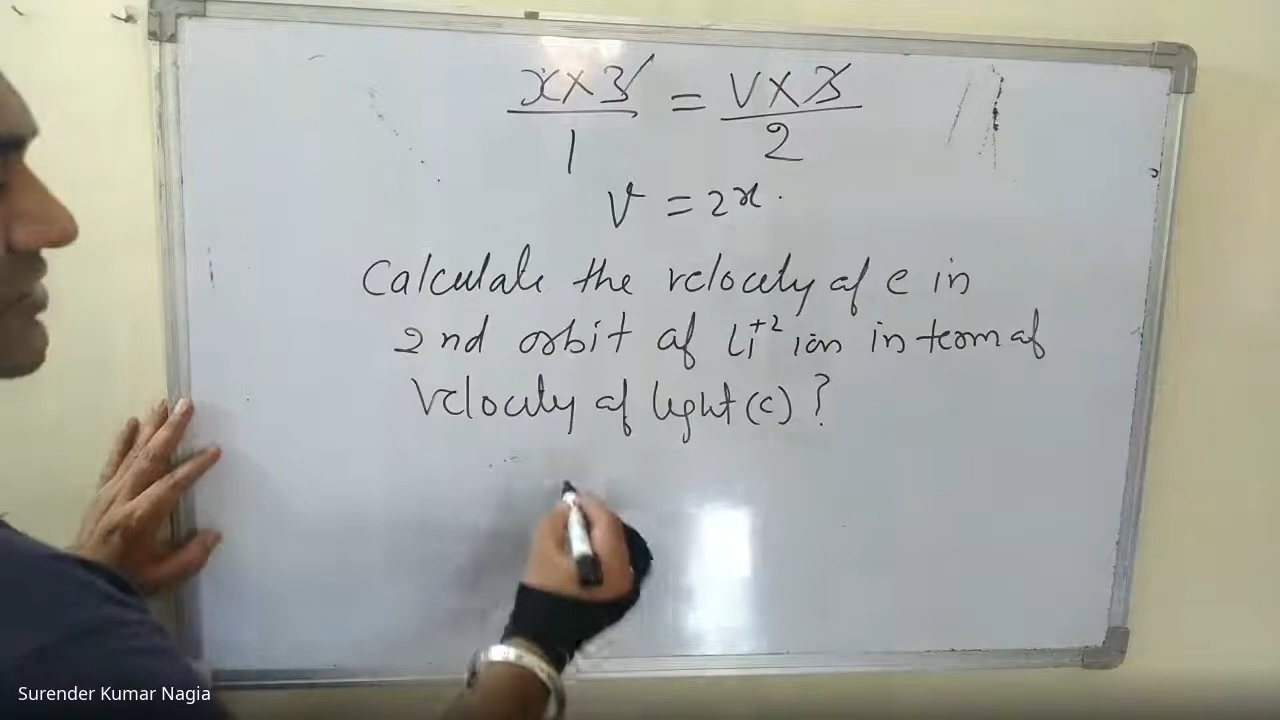 x×3/1 = V×3/2
V = 2x.
Calculate the velocity of e in
2nd orbit of Li+2 ion in term of
Velocity of light (c) ?
Surender Kumar Nagia